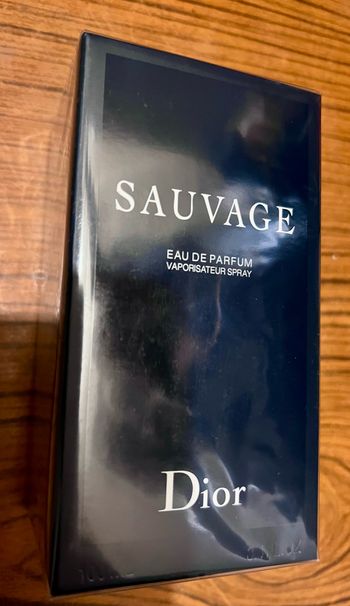 SAUVAGE
EAU DE PARFUM
VAPORISATEUR SPRAY
Dior